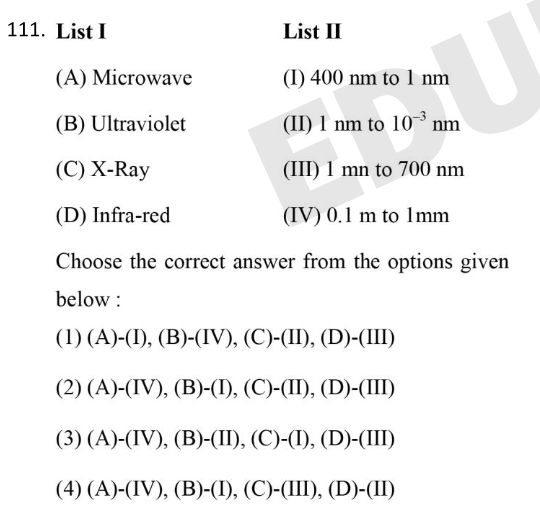 111. List I List II
(A) Microwave (I) 400 nm to 1 nm
(B) Ultraviolet (II) 1 nm to 10⁻³ nm
(C) X-Ray (III) 1 mn to 700 nm
(D) Infra-red (IV) 0.1 m to 1mm
Choose the correct answer from the options given
below :
(1) (A)-(I), (B)-(IV), (C)-(II), (D)-(III)
(2) (A)-(IV), (B)-(I), (C)-(II), (D)-(III)
(3) (A)-(IV), (B)-(II), (C)-(I), (D)-(III)
(4) (A)-(IV), (B)-(I), (C)-(III), (D)-(II)
EDU